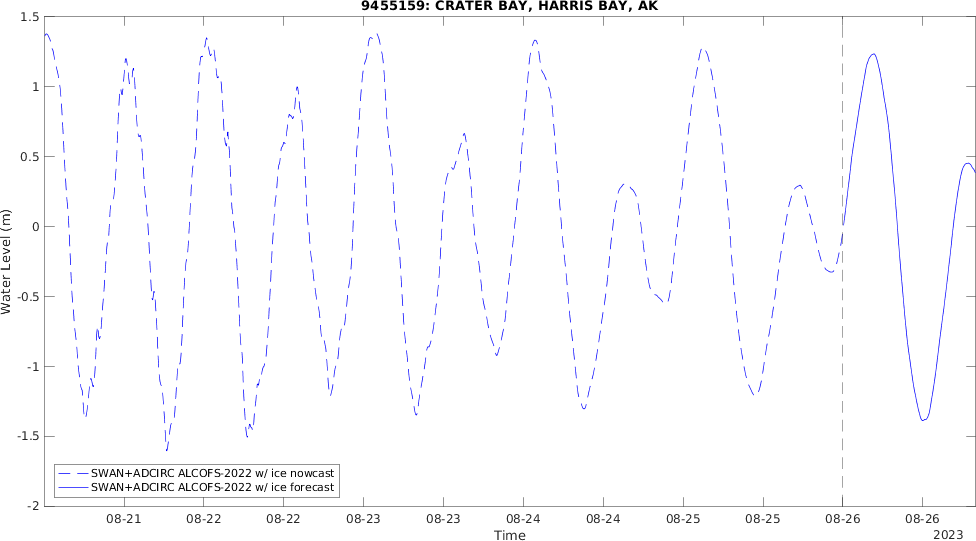 9455159: CRATER BAY, HARRIS BAY, AK
1.5
1
0.5
0
-0.5
-1
-1.5
-2
Water Level (m)
SWAN+ADCIRC ALCOFS-2022 w/ ice nowcast
SWAN+ADCIRC ALCOFS-2022 w/ ice forecast
08-21 08-22 08-22 08-23 08-23 08-24 08-24 08-25 08-25 08-26 08-26
Time
2023